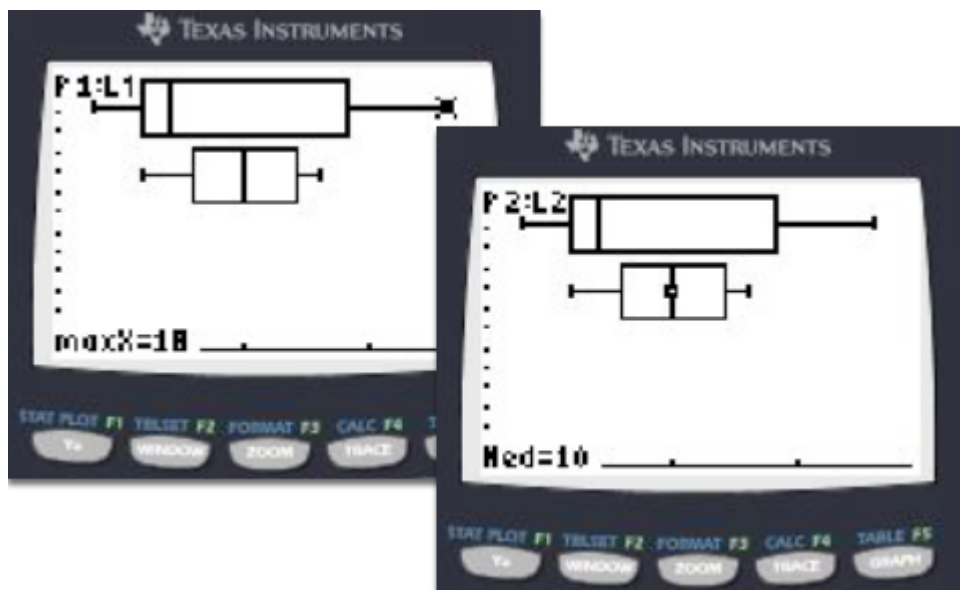 TEXAS INSTRUMENTS
P1:L1
maxX=18
STAT PLOT F1 TBLSET F2 FORMAT F3 CALC F4 T
Y= WINDOW ZOOM TRACE
TEXAS INSTRUMENTS
P2:L2
Med=10
STAT PLOT F1 TBLSET F2 FORMAT F3 CALC F4 TABLE F5
Y= WINDOW ZOOM TRACE GRAPH